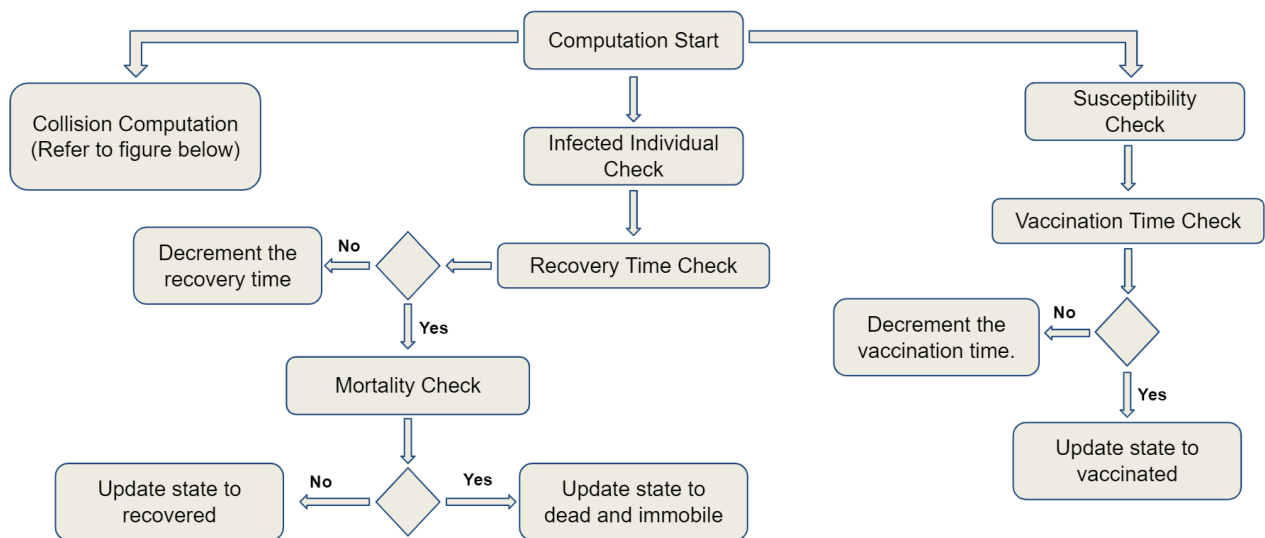 Computation Start
Collision Computation
(Refer to figure below)
Infected Individual
Check
Susceptibility
Check
Vaccination Time Check
Decrement the
recovery time
No
Recovery Time Check
Yes
Decrement the
vaccination time.
No
Yes
Mortality Check
Update state to
vaccinated
Update state to
recovered
No
Yes
Update state to
dead and immobile